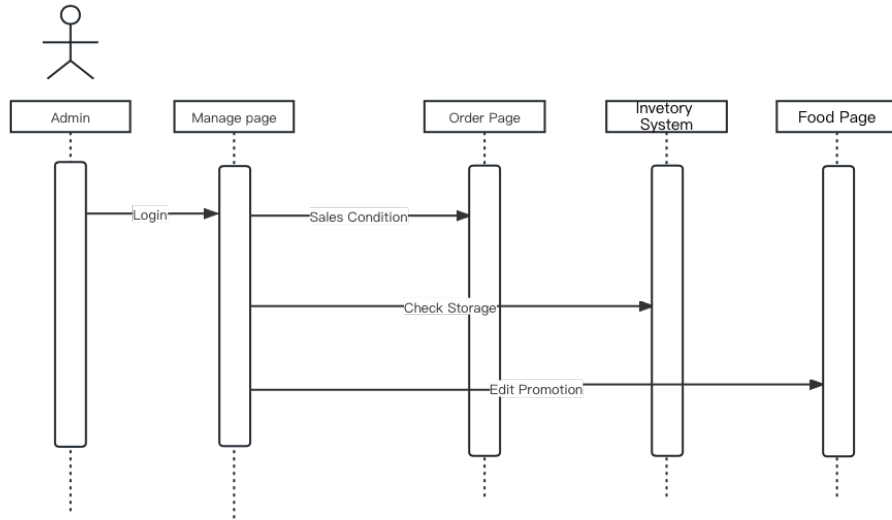 Admin
Manage page
Order Page
Invetory
System
Food Page
Login
Sales Condition
Check Storage
Edit Promotion